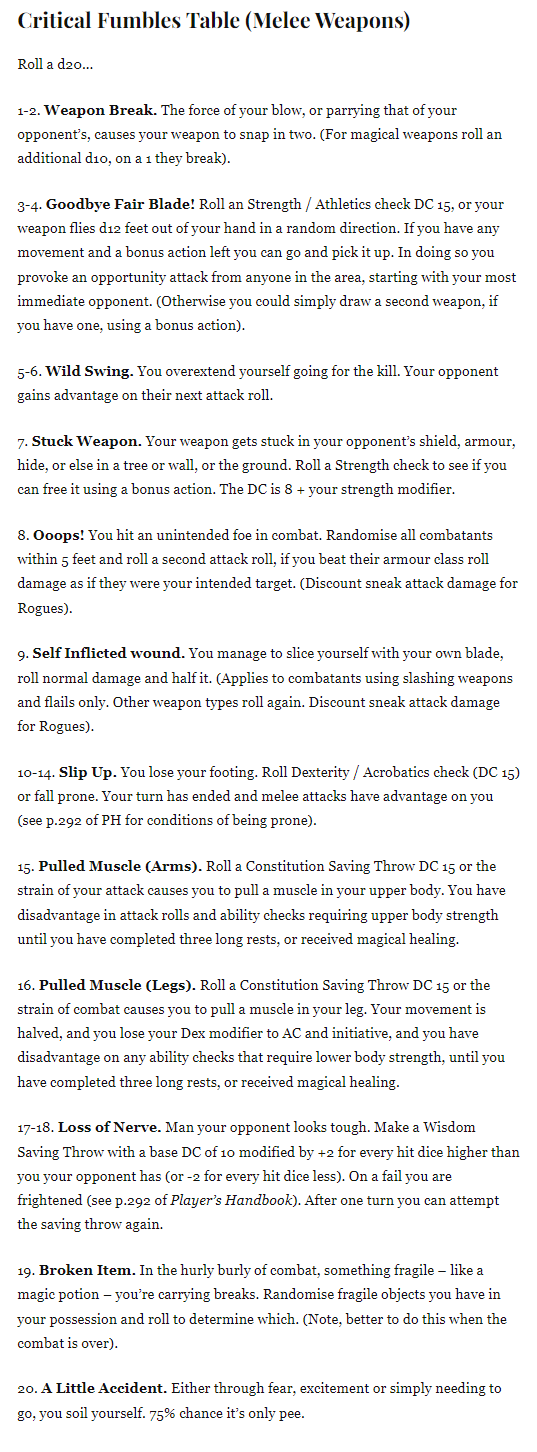 Critical Fumbles Table (Melee Weapons)
Roll a d20...
1-2. Weapon Break. The force of your blow, or parrying that of your
opponent's, causes your weapon to snap in two. (For magical weapons roll an
additional d10, on a 1 they break).
3-4. Goodbye Fair Blade! Roll an Strength / Athletics check DC 15, or your
weapon flies d12 feet out of your hand in a random direction. If you have any
movement and a bonus action left you can go and pick it up. In doing so you
provoke an opportunity attack from anyone in the area, starting with your most
immediate opponent. (Otherwise you could simply draw a second weapon, if
you have one, using a bonus action).
5-6. Wild Swing. You overextend yourself going for the kill. Your opponent
gains advantage on their next attack roll.
7. Stuck Weapon. Your weapon gets stuck in your opponent's shield, armour,
hide, or else in a tree or wall, or the ground. Roll a Strength check to see if you
can free it using a bonus action. The DC is 8 + your strength modifier.
8. Ooops! You hit an unintended foe in combat. Randomise all combatants
within 5 feet and roll a second attack roll, if you beat their armour class roll
damage as if they were your intended target. (Discount sneak attack damage for
Rogues).
9. Self Inflicted wound. You manage to slice yourself with your own blade,
roll normal damage and half it. (Applies to combatants using slashing weapons
and flails only. Other weapon types roll again. Discount sneak attack damage
for Rogues).
10-14. Slip Up. You lose your footing. Roll Dexterity / Acrobatics check (DC 15)
or fall prone. Your turn has ended and melee attacks have advantage on you
(see p.292 of PH for conditions of being prone).
15. Pulled Muscle (Arms). Roll a Constitution Saving Throw DC 15 or the
strain of your attack causes you to pull a muscle in your upper body. You have
disadvantage in attack rolls and ability checks requiring upper body strength
until you have completed three long rests, or received magical healing.
16. Pulled Muscle (Legs). Roll a Constitution Saving Throw DC 15 or the
strain of combat causes you to pull a muscle in your leg. Your movement is
halved, and you lose your Dex modifier to AC and initiative, and you have
disadvantage on any ability checks that require lower body strength, until you
have completed three long rests, or received magical healing.
17-18. Loss of Nerve. Man your opponent looks tough. Make a Wisdom
Saving Throw with a base DC of 10 modified by +2 for every hit dice higher than
you your opponent has (or -2 for every hit dice less). On a fail you are
frightened (see p.292 of Player's Handbook). After one turn you can attempt
the saving throw again.
19. Broken Item. In the hurly burly of combat, something fragile – like a
magic potion – you're carrying breaks. Randomise fragile objects you have in
your possession and roll to determine which. (Note, better to do this when the
combat is over).
20. A Little Accident. Either through fear, excitement or simply needing to
go, you soil yourself. 75% chance it's only pee.